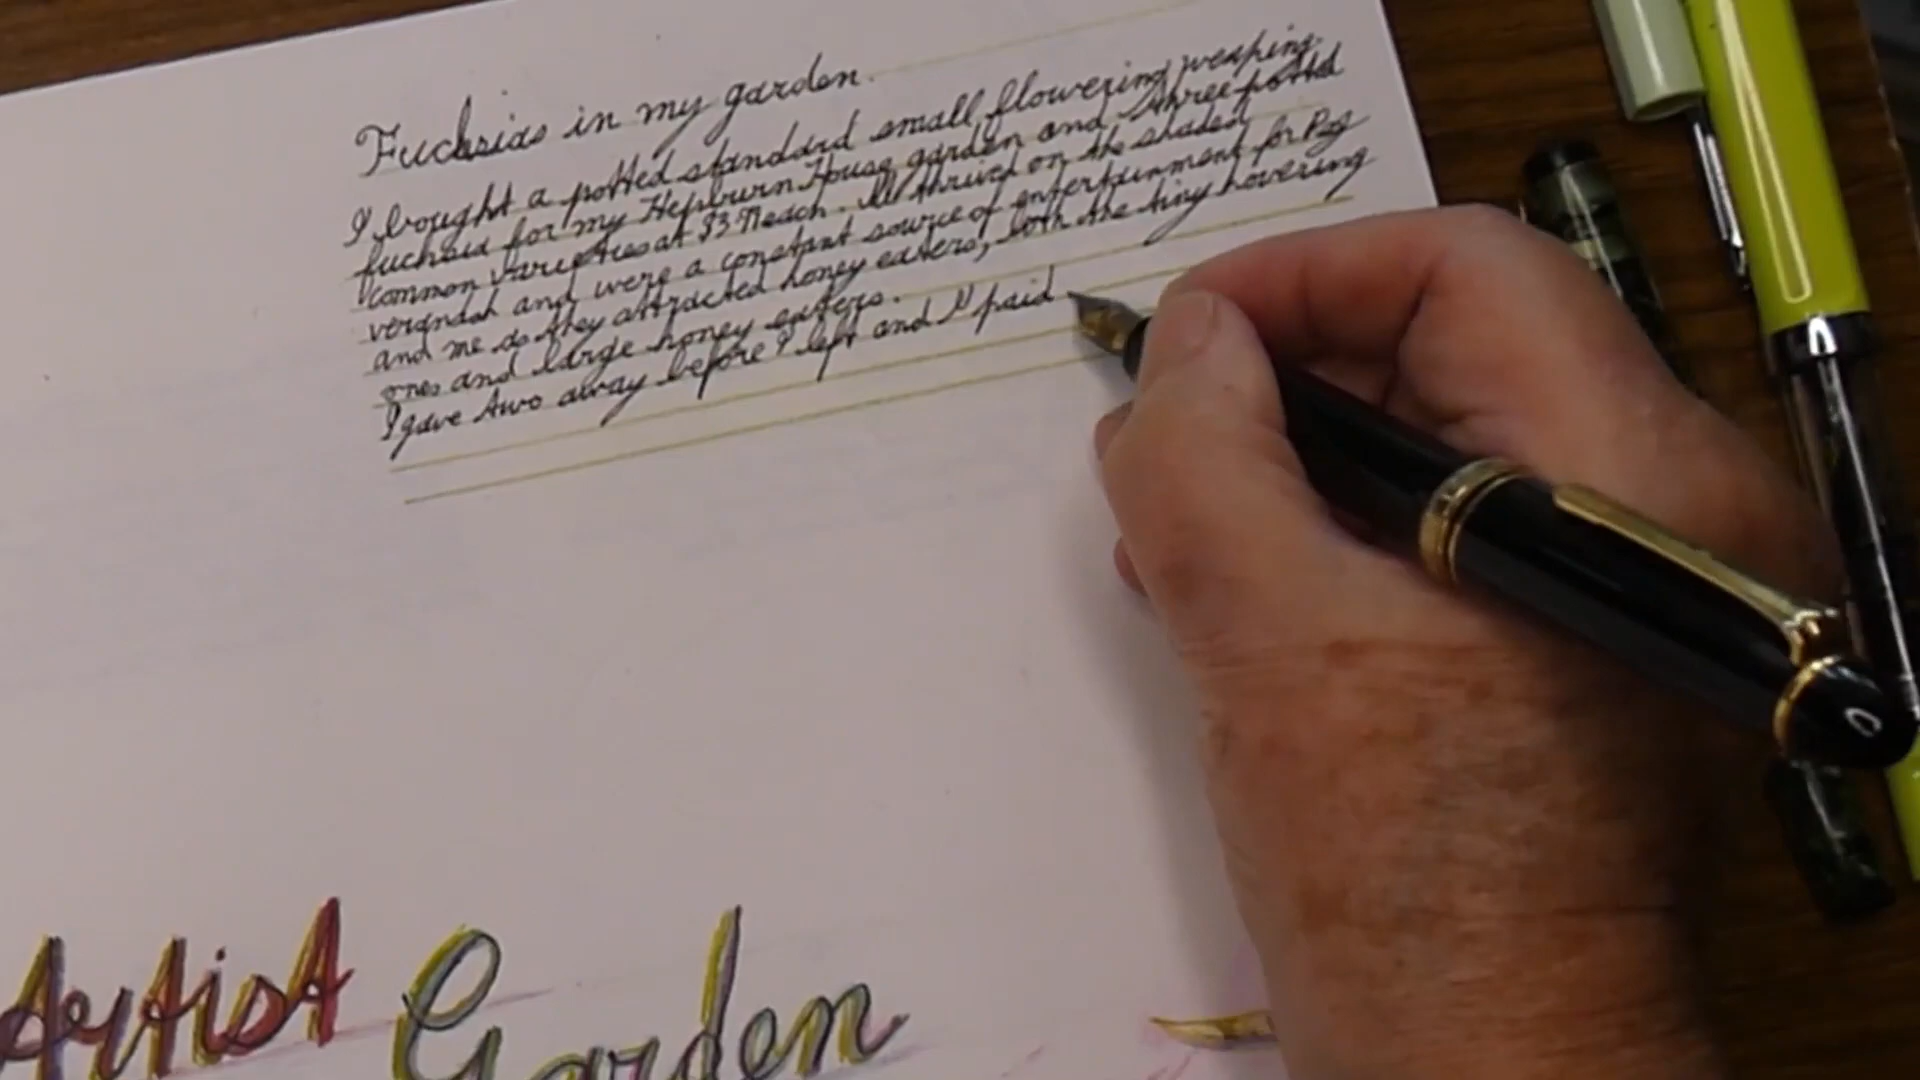 Fuchsias in my garden.
I bought a potted standard small flowering weeping
fuchsia for my Hepburn House garden and three potted
common varieties at $3 each. All thrived on the shaded
verandah and were a constant source of entertainment for Peg
and me as they attracted honey eaters, both the tiny hovering
ones and large honey eaters.
I gave two away before I left and I paid
Artist Garden